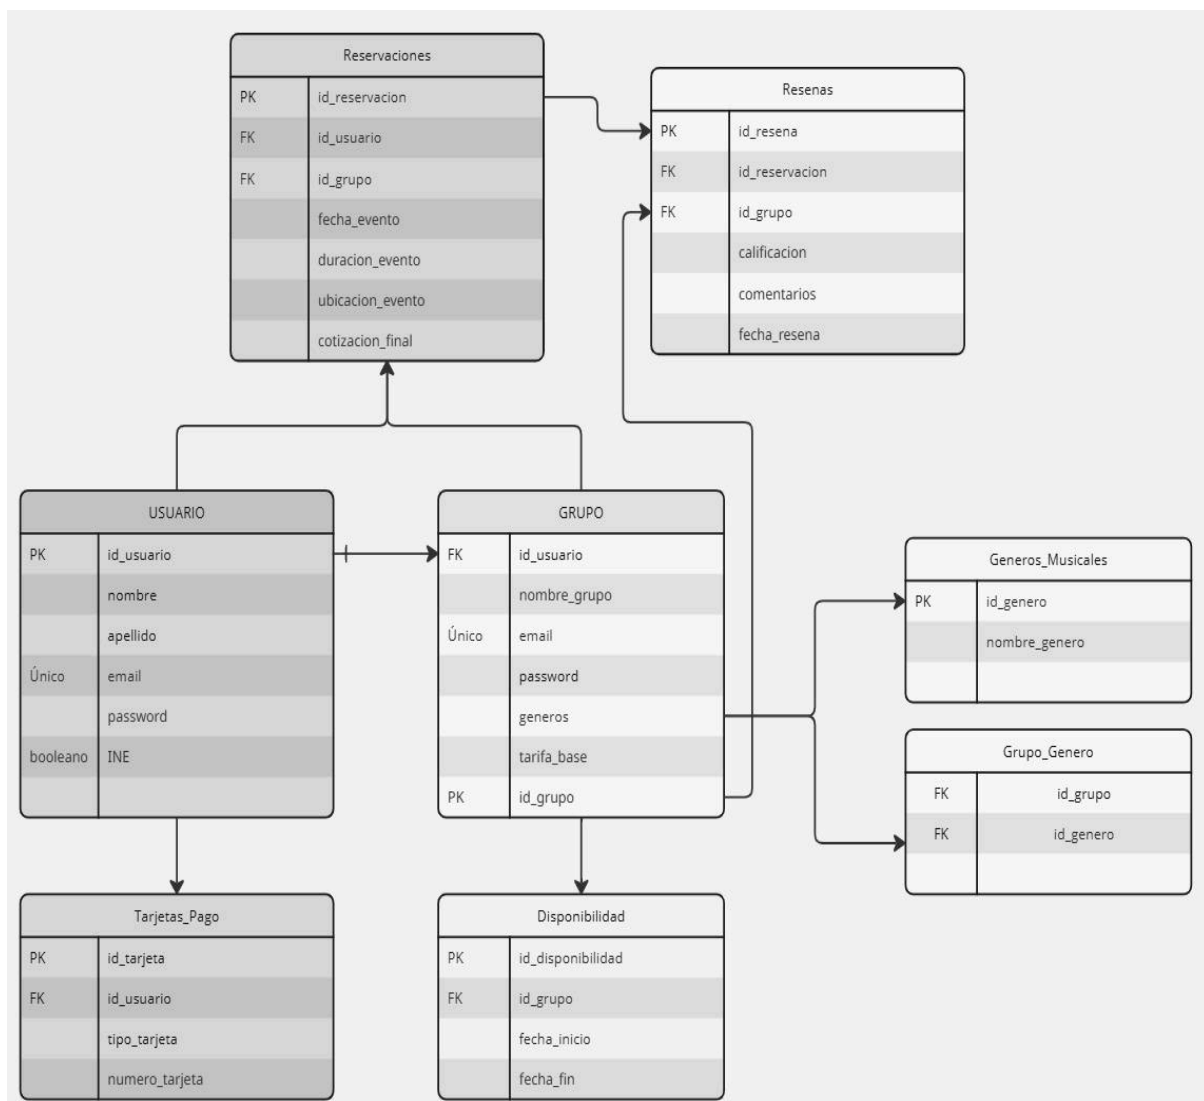 Reservaciones
PK id_reservacion
FK id_usuario
FK id_grupo
fecha_evento
duracion_evento
ubicacion_evento
cotizacion_final
Resenas
PK id_resena
FK id_reservacion
FK id_grupo
calificacion
comentarios
fecha_resena
USUARIO
PK id_usuario
nombre
apellido
Único email
password
booleano INE
GRUPO
FK id_usuario
nombre_grupo
Único email
password
generos
tarifa_base
PK id_grupo
Generos_Musicales
PK id_genero
nombre_genero
Grupo_Genero
FK id_grupo
FK id_genero
Tarjetas_Pago
PK id_tarjeta
FK id_usuario
tipo_tarjeta
numero_tarjeta
Disponibilidad
PK id_disponibilidad
FK id_grupo
fecha_inicio
fecha_fin